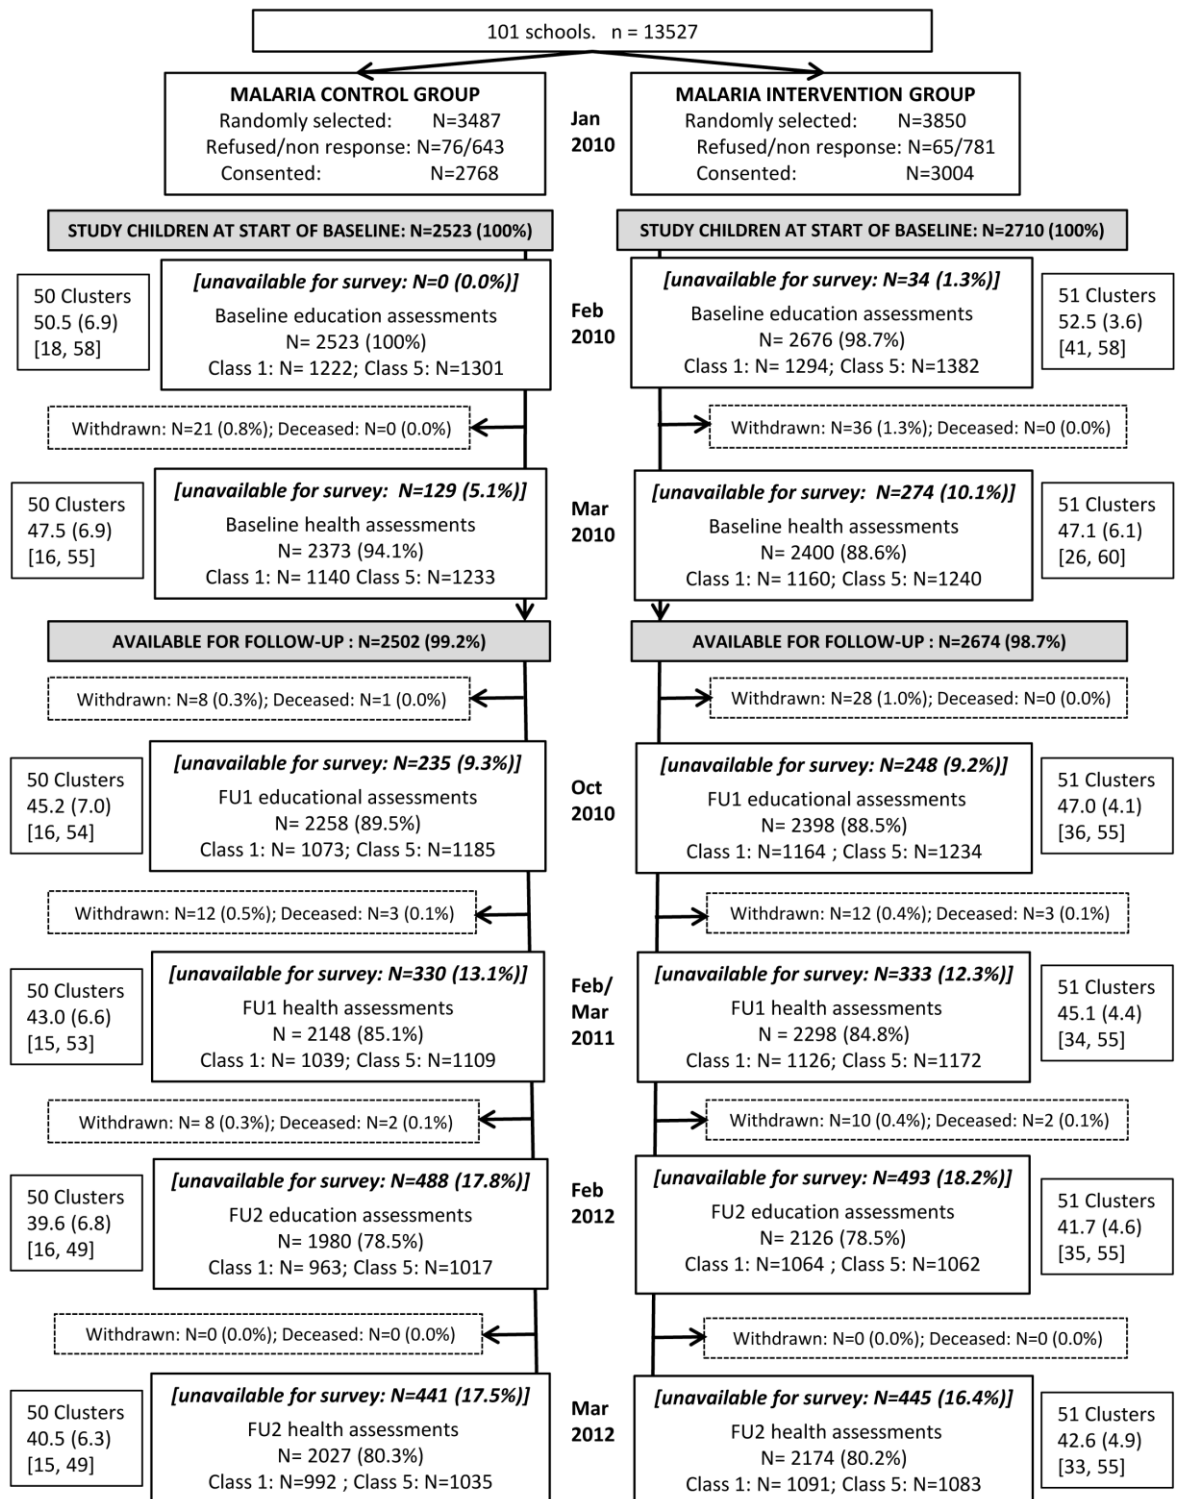 101 schools. n = 13527
MALARIA CONTROL GROUP
Randomly selected: N=3487
Refused/non response: N=76/643
Consented: N=2768
Jan
2010
MALARIA INTERVENTION GROUP
Randomly selected: N=3850
Refused/non response: N=65/781
Consented: N=3004
STUDY CHILDREN AT START OF BASELINE: N=2523 (100%)
STUDY CHILDREN AT START OF BASELINE: N=2710 (100%)
50 Clusters
50.5 (6.9)
[18, 58]
[unavailable for survey: N=0 (0.0%)]
Baseline education assessments
N= 2523 (100%)
Class 1: N= 1222; Class 5: N=1301
Feb
2010
[unavailable for survey: N=34 (1.3%)]
Baseline education assessments
N= 2676 (98.7%)
Class 1: N= 1294; Class 5: N=1382
51 Clusters
52.5 (3.6)
[41, 58]
Withdrawn: N=21 (0.8%); Deceased: N=0 (0.0%)
Withdrawn: N=36 (1.3%); Deceased: N=0 (0.0%)
50 Clusters
47.5 (6.9)
[16, 55]
[unavailable for survey: N=129 (5.1%)]
Baseline health assessments
N= 2373 (94.1%)
Class 1: N= 1140 Class 5: N=1233
Mar
2010
[unavailable for survey: N=274 (10.1%)]
Baseline health assessments
N= 2400 (88.6%)
Class 1: N= 1160; Class 5: N=1240
51 Clusters
47.1 (6.1)
[26, 60]
AVAILABLE FOR FOLLOW-UP : N=2502 (99.2%)
AVAILABLE FOR FOLLOW-UP : N=2674 (98.7%)
Withdrawn: N=8 (0.3%); Deceased: N=1 (0.0%)
Withdrawn: N=28 (1.0%); Deceased: N=0 (0.0%)
50 Clusters
45.2 (7.0)
[16, 54]
[unavailable for survey: N=235 (9.3%)]
FU1 educational assessments
N= 2258 (89.5%)
Class 1: N= 1073; Class 5: N=1185
Oct
2010
[unavailable for survey: N=248 (9.2%)]
FU1 educational assessments
N= 2398 (88.5%)
Class 1: N=1164 ; Class 5: N=1234
51 Clusters
47.0 (4.1)
[36, 55]
Withdrawn: N=12 (0.5%); Deceased: N=3 (0.1%)
Withdrawn: N=12 (0.4%); Deceased: N=3 (0.1%)
50 Clusters
43.0 (6.6)
[15, 53]
[unavailable for survey: N=330 (13.1%)]
FU1 health assessments
N = 2148 (85.1%)
Class 1: N= 1039; Class 5: N=1109
Feb/
Mar
2011
[unavailable for survey: N=333 (12.3%)]
FU1 health assessments
N= 2298 (84.8%)
Class 1: N= 1126; Class 5: N=1172
51 Clusters
45.1 (4.4)
[34, 55]
Withdrawn: N= 8 (0.3%); Deceased: N=2 (0.1%)
Withdrawn: N=10 (0.4%); Deceased: N=2 (0.1%)
50 Clusters
39.6 (6.8)
[16, 49]
[unavailable for survey: N=488 (17.8%)]
FU2 education assessments
N= 1980 (78.5%)
Class 1: N= 963; Class 5: N=1017
Feb
2012
[unavailable for survey: N=493 (18.2%)]
FU2 education assessments
N= 2126 (78.5%)
Class 1: N=1064 ; Class 5: N=1062
51 Clusters
41.7 (4.6)
[35, 55]
Withdrawn: N=0 (0.0%); Deceased: N=0 (0.0%)
Withdrawn: N=0 (0.0%); Deceased: N=0 (0.0%)
50 Clusters
40.5 (6.3)
[15, 49]
[unavailable for survey: N=441 (17.5%)]
FU2 health assessments
N= 2027 (80.3%)
Class 1: N=992 ; Class 5: N=1035
Mar
2012
[unavailable for survey: N=445 (16.4%)]
FU2 health assessments
N= 2174 (80.2%)
Class 1: N= 1091; Class 5: N=1083
51 Clusters
42.6 (4.9)
[33, 55]